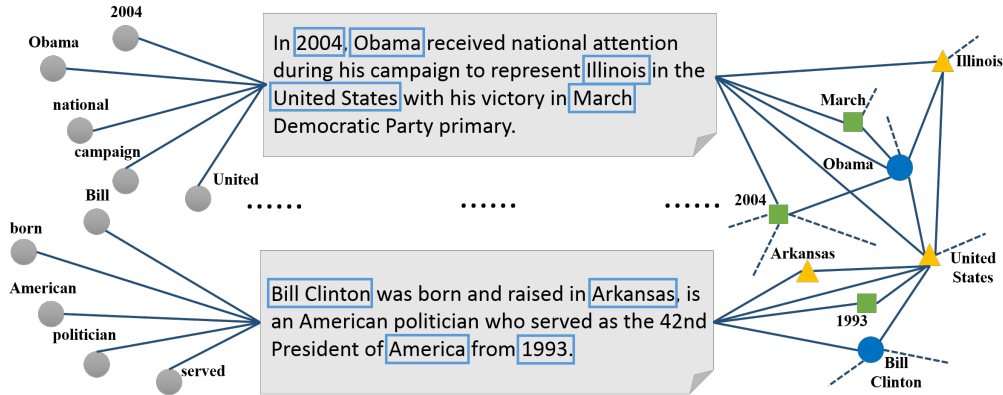 2004
Obama
national
campaign
United
Bill
born
American
politician
served
In 2004, Obama received national attention
during his campaign to represent Illinois in the
United States with his victory in March
Democratic Party primary.
......
......
......
Bill Clinton was born and raised in Arkansas, is
an American politician who served as the 42nd
President of America from 1993.
Illinois
March
Obama
2004
Arkansas
United
States
1993
Bill
Clinton